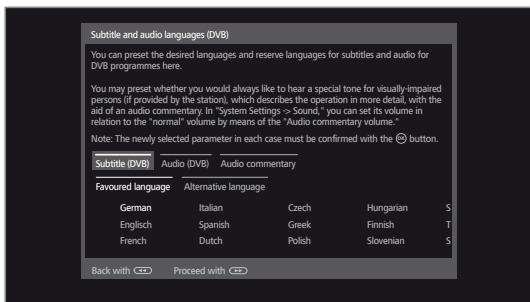 Subtitle and audio languages (DVB)
You can preset the desired languages and reserve languages for subtitles and audio for
DVB programmes here.
You may preset whether you would always like to hear a special tone for visually-impaired
persons (if provided by the station), which describes the operation in more detail, with the
aid of an audio commentary. In "System Settings -> Sound," you can set its volume in
relation to the "normal" volume by means of the "Audio commentary volume."
Note: The newly selected parameter in each case must be confirmed with the OK button.
Subtitle (DVB) Audio (DVB) Audio commentary
Favoured language Alternative language
German Italian Czech Hungarian S
Englisch Spanish Greek Finnish T
French Dutch Polish Slovenian S
Back with Proceed with